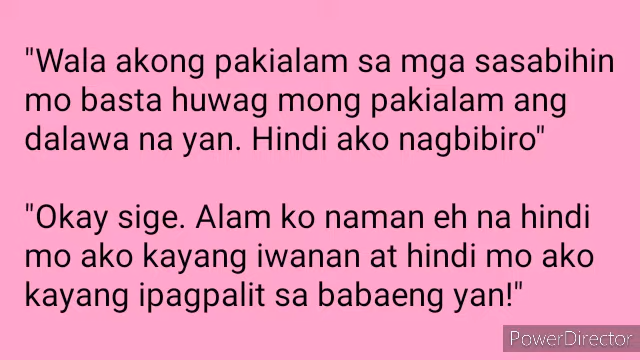 "Wala akong pakialam sa mga sasabihin
mo basta huwag mong pakialam ang
dalawa na yan. Hindi ako nagbibiro"
"Okay sige. Alam ko naman eh na hindi
mo ako kayang iwanan at hindi mo ako
kayang ipagpalit sa babaeng yan!"
PowerDirector